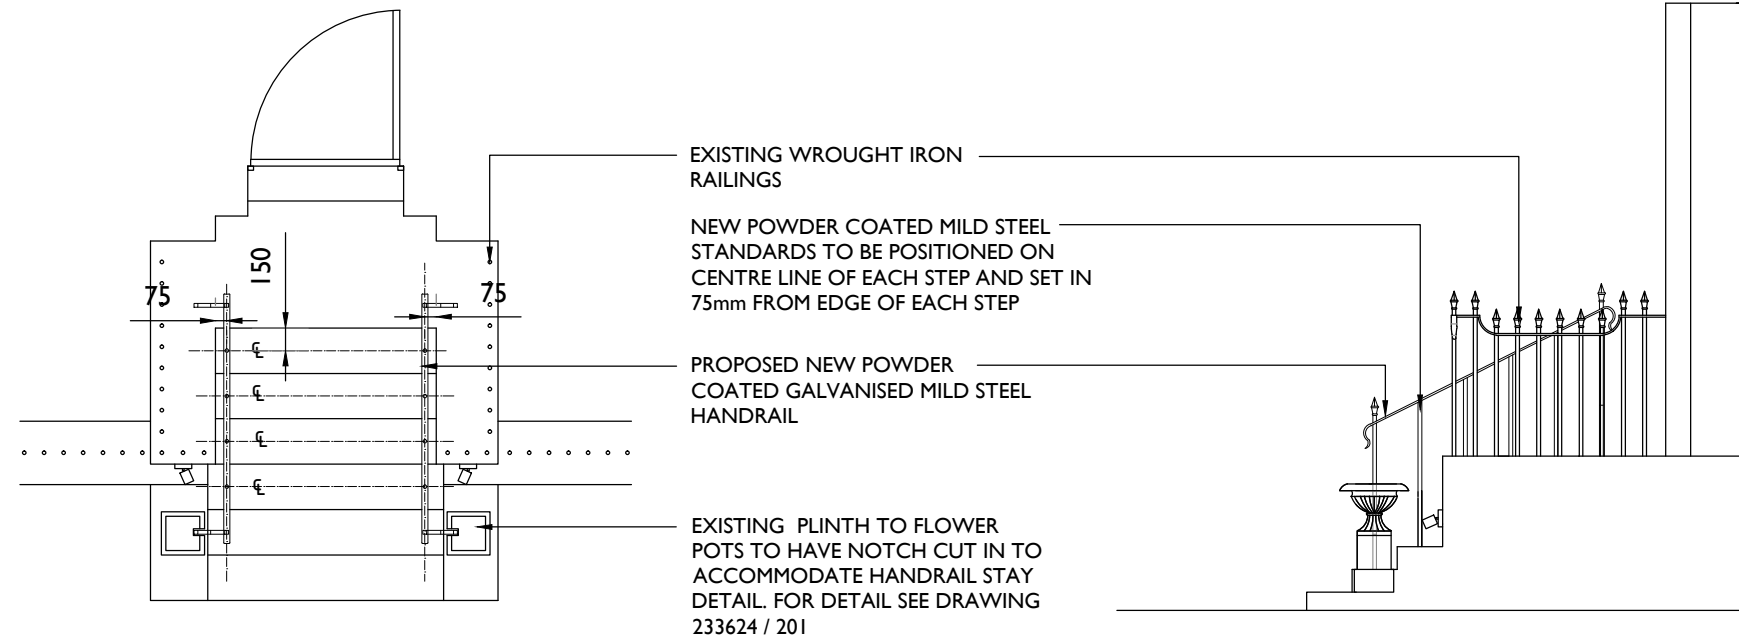 EXISTING WROUGHT IRON
RAILINGS
NEW POWDER COATED MILD STEEL
STANDARDS TO BE POSITIONED ON
CENTRE LINE OF EACH STEP AND SET IN
75mm FROM EDGE OF EACH STEP
PROPOSED NEW POWDER
COATED GALVANISED MILD STEEL
HANDRAIL
EXISTING PLINTH TO FLOWER
POTS TO HAVE NOTCH CUT IN TO
ACCOMMODATE HANDRAIL STAY
DETAIL. FOR DETAIL SEE DRAWING
233624 / 201
150
75
75
℄
℄
℄
℄